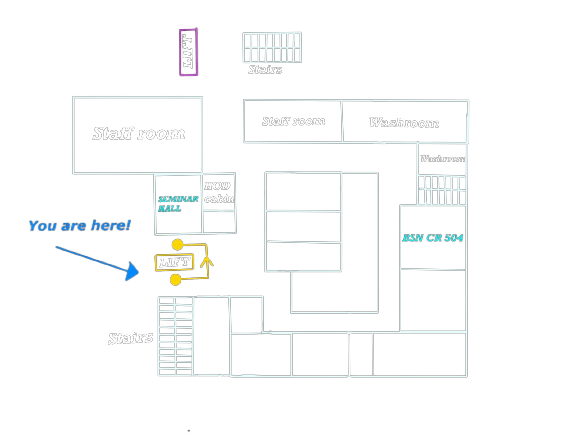 LIFT
Stairs
Staff room
Staff room
Washroom
Washroom
SEMINAR
HALL
HOD
cabin
BSN CR 504
You are here!
LIFT
Stairs